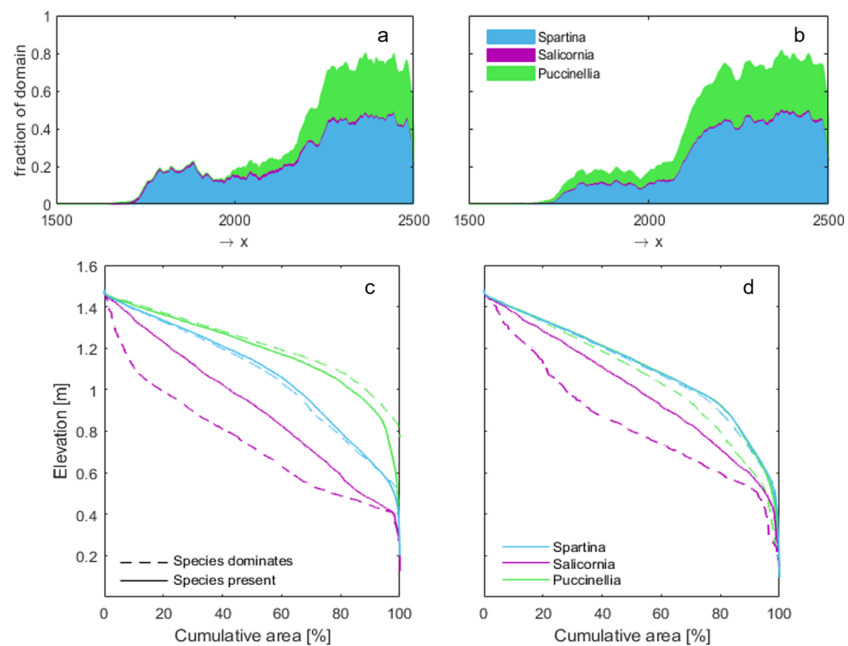 a
b
1
0.8
0.6
0.4
0.2
0
fraction of domain
Spartina
Salicornia
Puccinellia
1500
2000
2500
→ x
1500
2000
2500
→ x
c
d
1.6
1.4
1.2
1
0.8
0.6
0.4
0.2
Elevation [m]
Species dominates
Species present
Spartina
Salicornia
Puccinellia
0
20
40
60
80
100
Cumulative area [%]
0
20
40
60
80
100
Cumulative area [%]